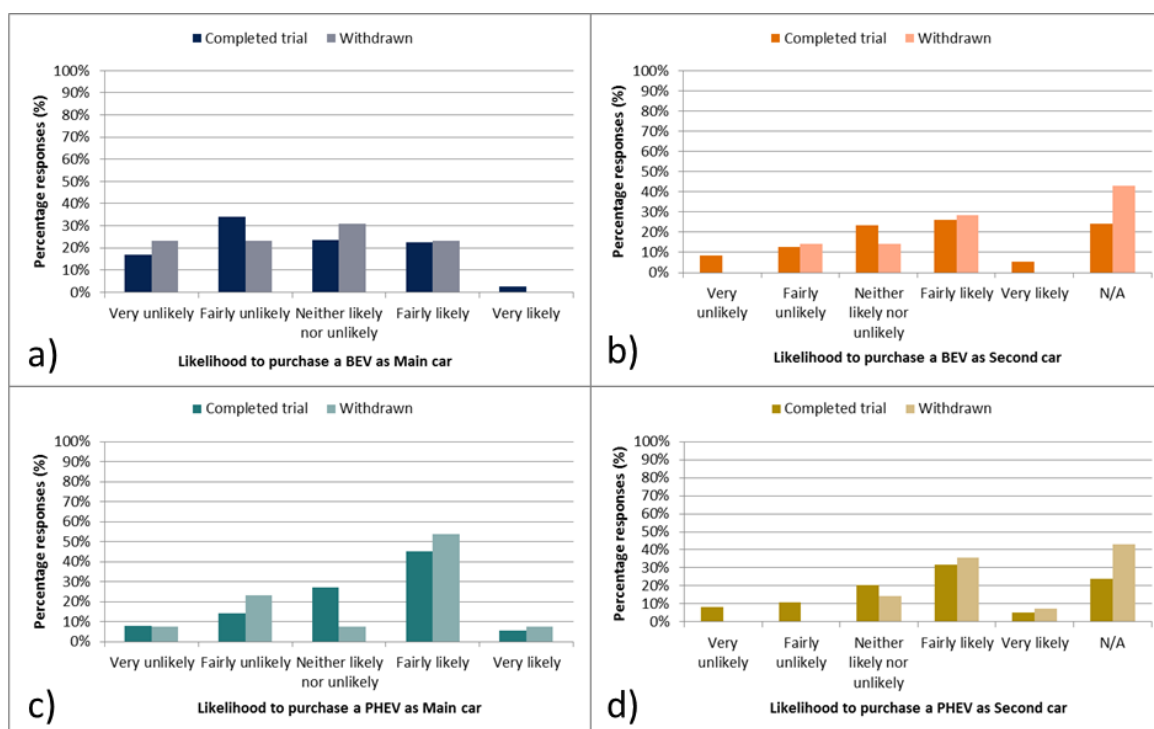 Completed trial Withdrawn
Percentage responses (%)
100%
90%
80%
70%
60%
50%
40%
30%
20%
10%
0%
Very unlikely Fairly unlikely Neither likely Fairly likely Very likely
nor unlikely
Likelihood to purchase a BEV as Main car
a)
Completed trial Withdrawn
Percentage responses (%)
100%
90%
80%
70%
60%
50%
40%
30%
20%
10%
0%
Very Fairly Neither Fairly likely Very likely N/A
unlikely unlikely likely nor
unlikely
Likelihood to purchase a BEV as Second car
b)
Completed trial Withdrawn
Percentage responses (%)
100%
90%
80%
70%
60%
50%
40%
30%
20%
10%
0%
Very unlikely Fairly unlikely Neither likely Fairly likely Very likely
nor unlikely
Likelihood to purchase a PHEV as Main car
c)
Completed trial Withdrawn
Percentage responses (%)
100%
90%
80%
70%
60%
50%
40%
30%
20%
10%
0%
Very Fairly Neither Fairly likely Very likely N/A
unlikely unlikely likely nor
unlikely
Likelihood to purchase a PHEV as Second car
d)